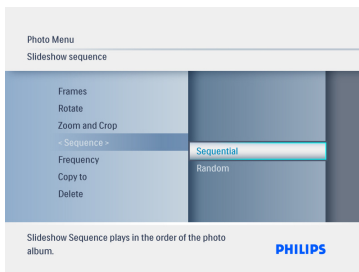 Photo Menu
Slideshow sequence
Frames
Rotate
Zoom and Crop
« Sequence »
Sequential
Random
Frequency
Copy to
Delete
Slideshow Sequence plays in the order of the photo
album.
PHILIPS